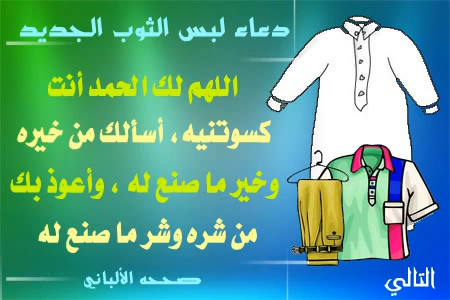 دعاء لبس الثوب الجديد
اللهم لك الحمد أنت
كسوتنيه ، أسألك من خيره
وخير ما صنع له ، وأعوذ بك
من شره وشر ما صنع له
صححه الألباني
التالي